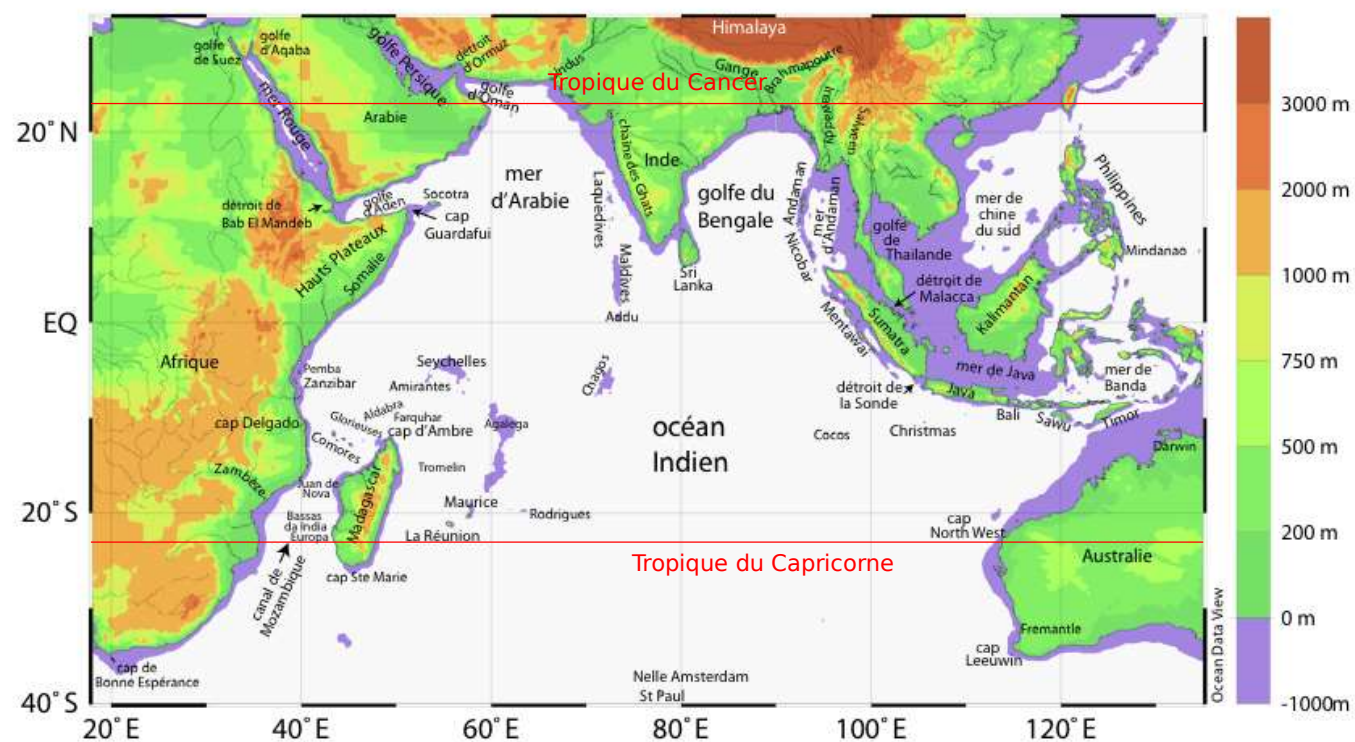 Himalaya
golfe
de Suez
golfe
d'Aqaba
golfe Persique
détroit
d'Ormuz
Indus
Gange
Brahmapoutre
Tropique du Cancer
golfe
d'Oman
mer Rouge
Arabie
Irrawaddy
Salween
20°N
chaine des Ghats
Inde
mer
d'Arabie
golfe du
Bengale
Laquedives
Andaman
Nicobar
mer
d'Andaman
mer de
chine
du sud
Philippines
Mindanao
détroit de
Bab El Mandeb
golfe
d'Aden
Socotra
cap
Guardafui
Hauts Plateaux
Somalie
Maldives
Addu
Sri
Lanka
golfe
de
Thailande
détroit de
Malacca
Kalimantan
Sumatra
Mentawai
EQ
Afrique
Pemba
Zanzibar
Seychelles
Amirantes
Chagos
mer de Java
mer de
Banda
détroit de
la Sonde
Java
Bali
Sawu
Timor
cap Delgado
Aldabra
Glorieuses
Farquhar
cap d'Ambre
Agalega
Comores
océan
Indien
Cocos
Christmas
Darwin
Zambèze
Juan de
Nova
Madagascar
Tromelin
Maurice
Rodrigues
La Réunion
Bassas
da India
Europa
20°S
cap
North West
Australie
Tropique du Capricorne
canal de
Mozambique
cap Ste Marie
Fremantle
cap
Leeuwin
cap de
Bonne Espérance
Nelle Amsterdam
St Paul
40°S
20°E
40°E
60°E
80°E
100°E
120°E
Ocean Data View
3000 m
2000 m
1000 m
750 m
500 m
200 m
0 m
-1000m